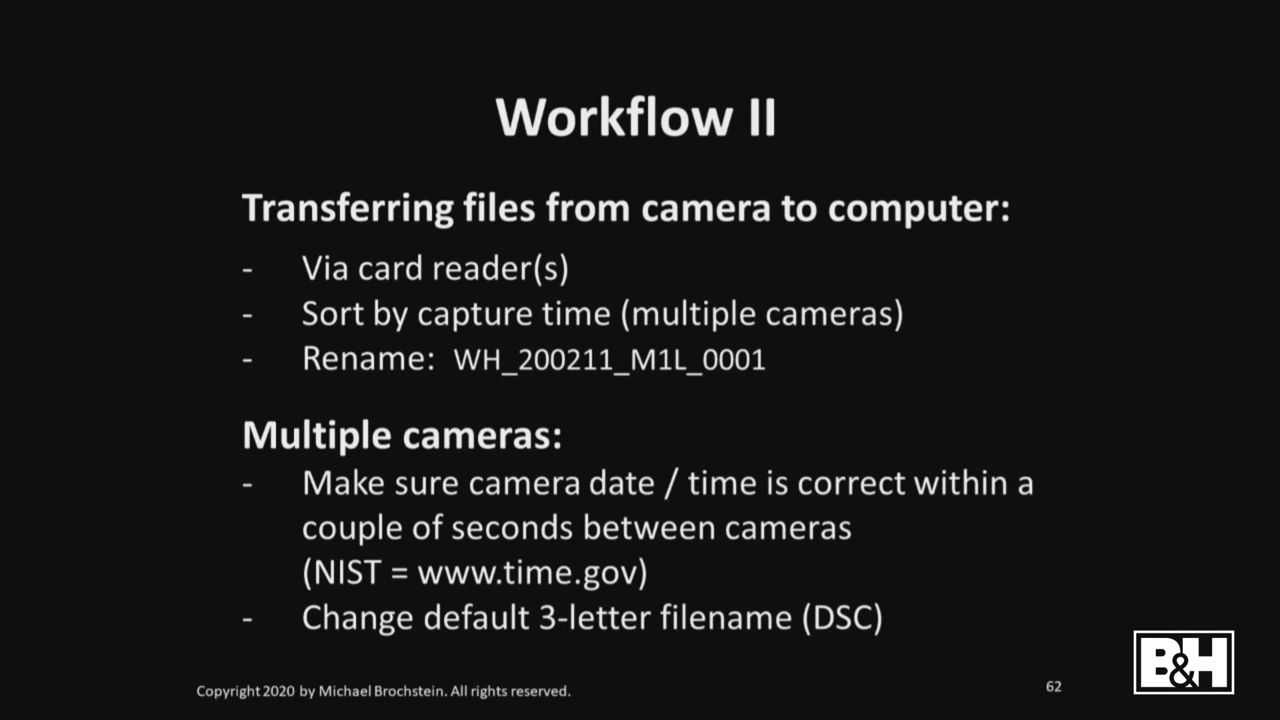 Workflow II
Transferring files from camera to computer:
- Via card reader(s)
- Sort by capture time (multiple cameras)
- Rename: WH_200211_M1L_0001
Multiple cameras:
- Make sure camera date / time is correct within a
couple of seconds between cameras
(NIST = www.time.gov)
- Change default 3-letter filename (DSC)
Copyright 2020 by Michael Brochstein. All rights reserved.
62
B&H